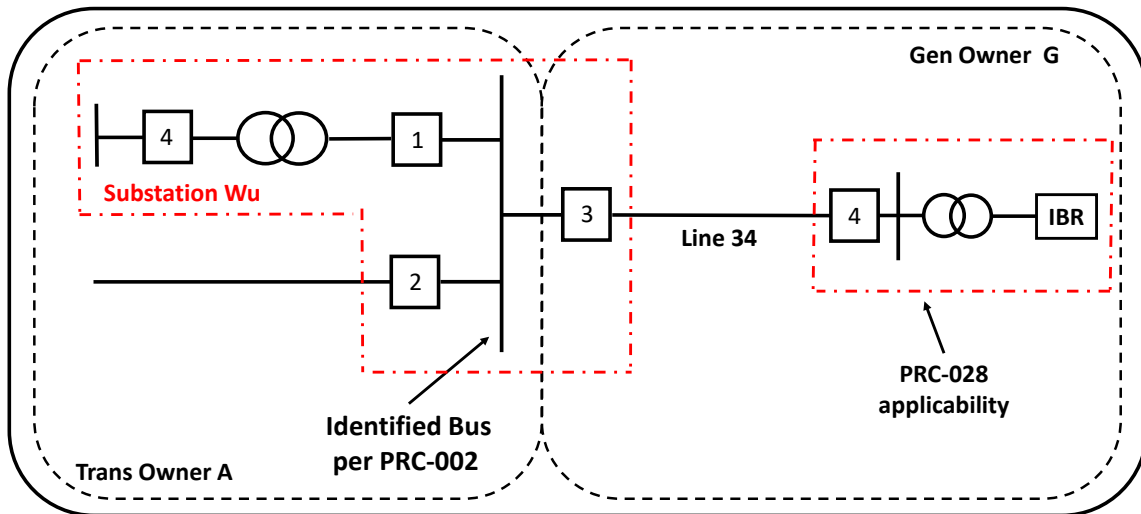 Gen Owner G
4
1
Substation Wu
3
4
IBR
Line 34
2
PRC-028
applicability
Identified Bus
per PRC-002
Trans Owner A